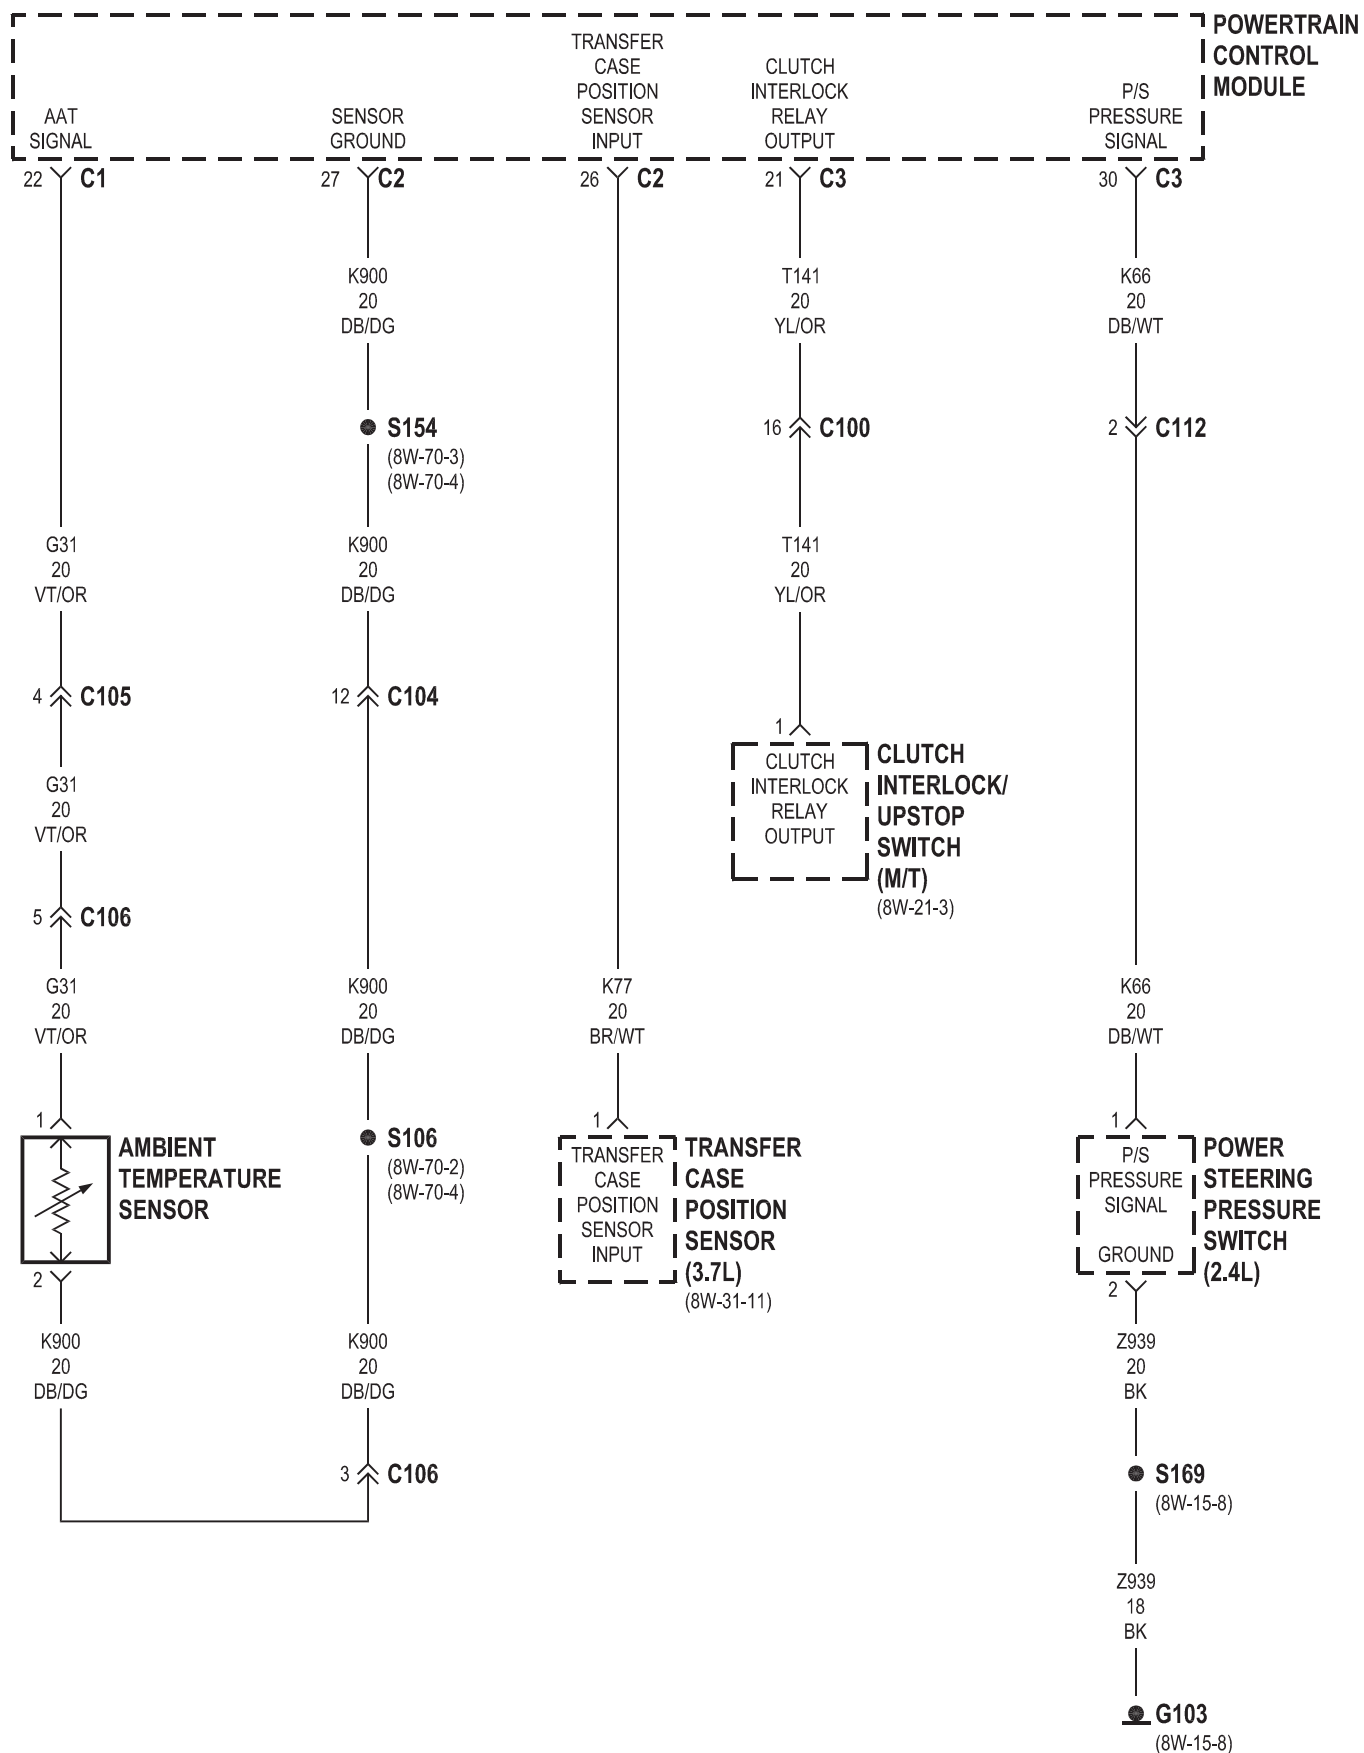 POWERTRAIN
CONTROL
MODULE
AAT
SIGNAL
SENSOR
GROUND
TRANSFER
CASE
POSITION
SENSOR
INPUT
CLUTCH
INTERLOCK
RELAY
OUTPUT
P/S
PRESSURE
SIGNAL
22 C1
27 C2
26 C2
21 C3
30 C3
K900
20
DB/DG
T141
20
YL/OR
K66
20
DB/WT
S154
(8W-70-3)
(8W-70-4)
16 C100
2 C112
G31
20
VT/OR
K900
20
DB/DG
T141
20
YL/OR
4 C105
12 C104
1
CLUTCH
INTERLOCK
RELAY
OUTPUT
CLUTCH
INTERLOCK/
UPSTOP
SWITCH
(M/T)
(8W-21-3)
G31
20
VT/OR
5 C106
G31
20
VT/OR
K900
20
DB/DG
K77
20
BR/WT
K66
20
DB/WT
1
AMBIENT
TEMPERATURE
SENSOR
2
S106
(8W-70-2)
(8W-70-4)
1
TRANSFER
CASE
POSITION
SENSOR
INPUT
TRANSFER
CASE
POSITION
SENSOR
(3.7L)
(8W-31-11)
1
P/S
PRESSURE
SIGNAL
GROUND
POWER
STEERING
PRESSURE
SWITCH
(2.4L)
2
K900
20
DB/DG
K900
20
DB/DG
Z939
20
BK
3 C106
S169
(8W-15-8)
Z939
18
BK
G103
(8W-15-8)